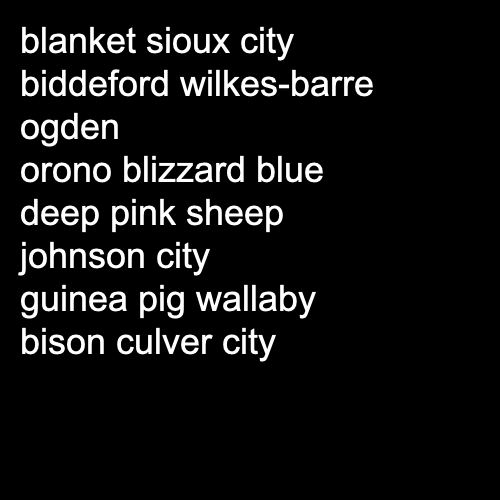 blanket sioux city
biddeford wilkes-barre
ogden
orono blizzard blue
deep pink sheep
johnson city
guinea pig wallaby
bison culver city